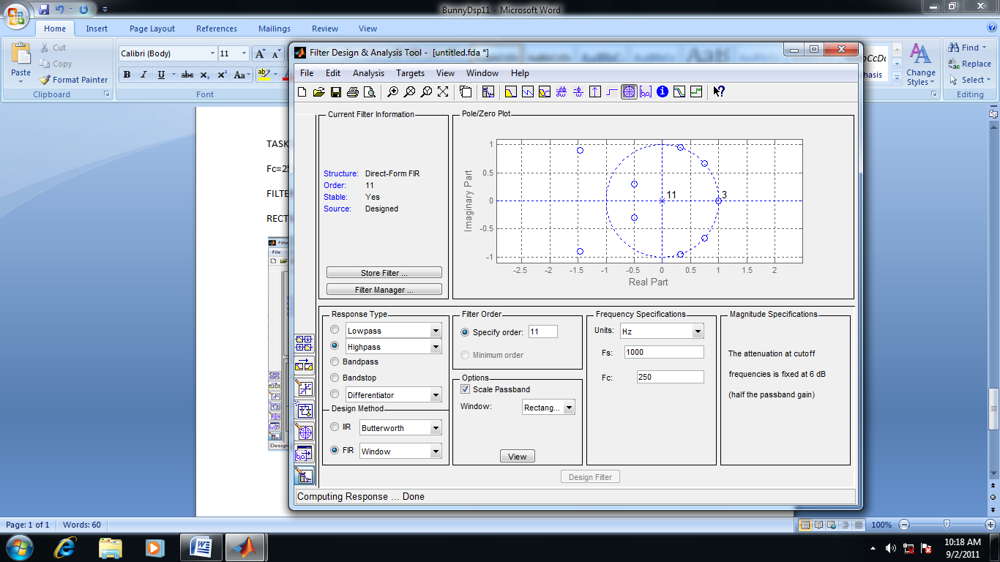 BunnyDsp11 - Microsoft Word
Home Insert Page Layout References Mailings Review View
Cut
Copy
Format Painter
Paste
Clipboard
Calibri (Body) 11
B I U abc x₂ x² Aa
Font
Change Styles
Find
Replace
Select
Editing
TASK
FILTE
RECT
Filter Design & Analysis Tool - [untitled.fda *]
File Edit Analysis Targets View Window Help
Current Filter Information
Structure: Direct-Form FIR
Order: 11
Stable: Yes
Source: Designed
Store Filter ...
Filter Manager ...
Pole/Zero Plot
Imaginary Part
1
0.5
0
-0.5
-1
11
3
-2.5 -2 -1.5 -1 -0.5 0 0.5 1 1.5 2
Real Part
Response Type
Lowpass
Highpass
Bandpass
Bandstop
Differentiator
Design Method
IIR Butterworth
FIR Window
Filter Order
Specify order: 11
Minimum order
Options
Scale Passband
Window: Rectang...
View
Frequency Specifications
Units: Hz
Fs: 1000
Fc: 250
Magnitude Specifications
The attenuation at cutoff
frequencies is fixed at 6 dB
(half the passband gain)
Design Filter
Computing Response ... Done
Page: 1 of 1 Words: 60
100%
10:18 AM
9/2/2011